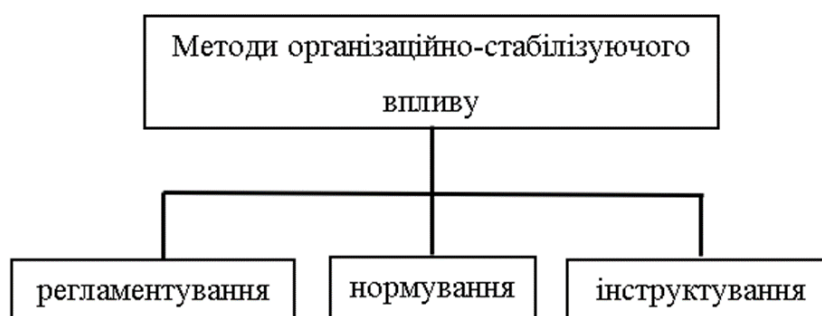 Методи організаційно-стабілізуючого
впливу
регламентування
нормування
інструктування